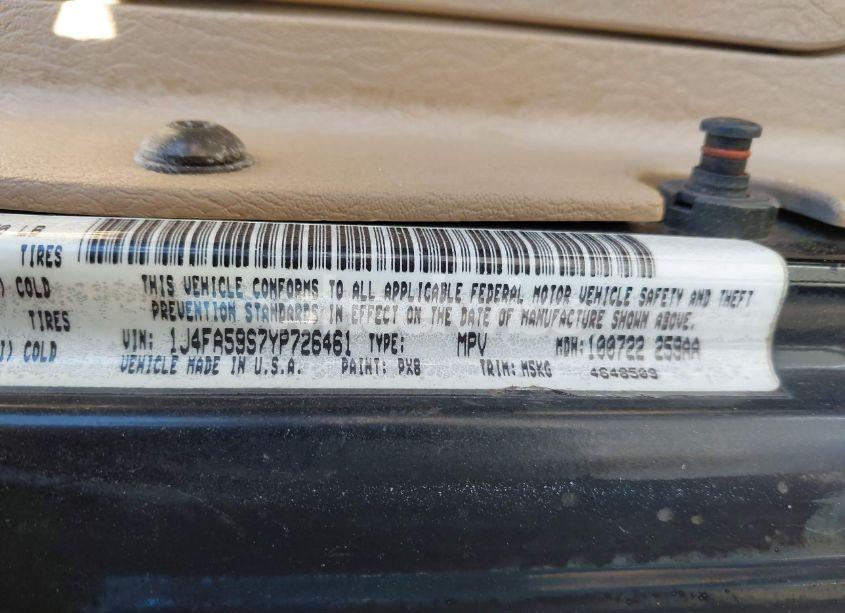 TIRES
COLD
THIS VEHICLE CONFORMS TO ALL APPLICABLE FEDERAL MOTOR VEHICLE SAFETY AND THEFT
TIRES
PREVENTION STANDARDS IN EFFECT ON THE DATE OF MANUFACTURE SHOWN ABOVE.
COLD
VIN: 1J4FA59S7YP726461 TYPE: MPV MDH: 100722 259AA
VEHICLE MADE IN U.S.A. PAINT: PX8 TRIM: MSKG 4648509